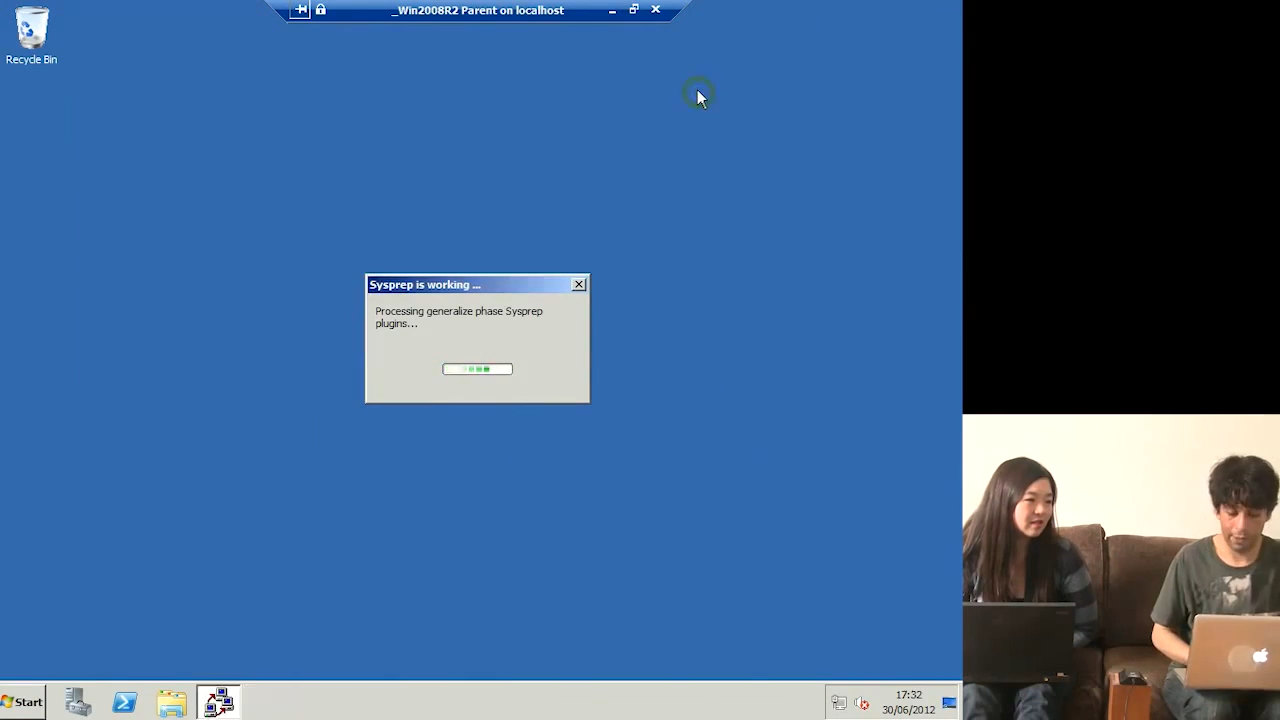 _Win2008R2 Parent on localhost
Recycle Bin
Sysprep is working ...
Processing generalize phase Sysprep
plugins...
Start
17:32
30/06/2012